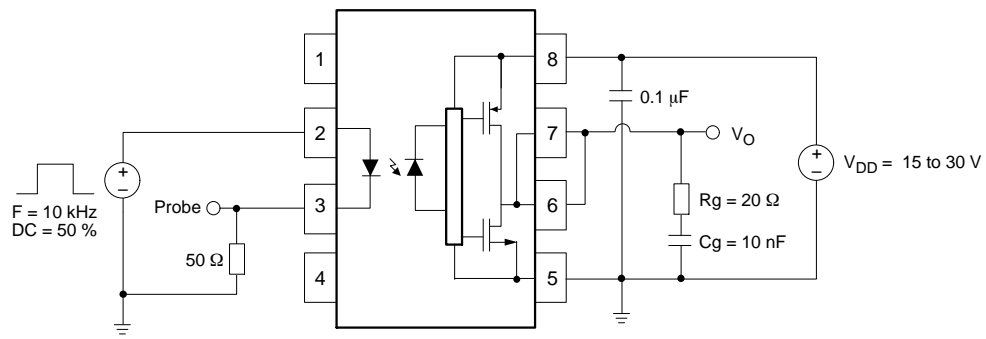 1
8
0.1 μF
2
7
V_O
+
−
+
−
V_DD = 15 to 30 V
F = 10 kHz
DC = 50 %
Probe
3
6
Rg = 20 Ω
50 Ω
Cg = 10 nF
4
5